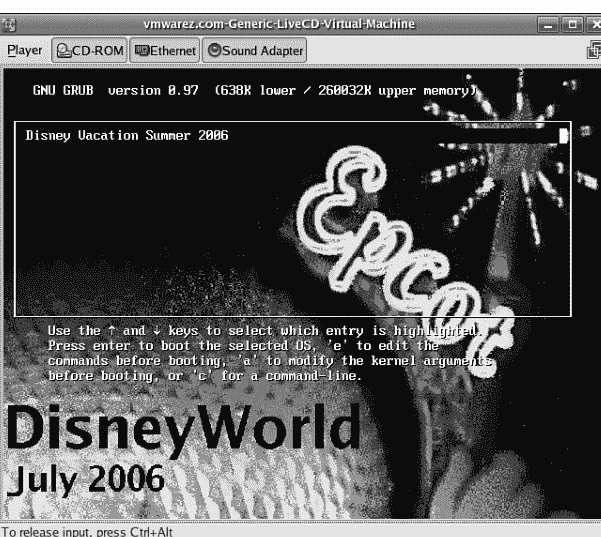 vmwarez.com-Generic-LiveCD-Virtual-Machine
Player CD-ROM Ethernet Sound Adapter
GNU GRUB version 0.97 (638K lower / 260032K upper memory)
Disney Vacation Summer 2006
Epcot
Use the ↑ and ↓ keys to select which entry is highlighted.
Press enter to boot the selected OS, 'e' to edit the
commands before booting, 'a' to modify the kernel arguments
before booting, or 'c' for a command-line.
DisneyWorld
July 2006
To release input, press Ctrl+Alt